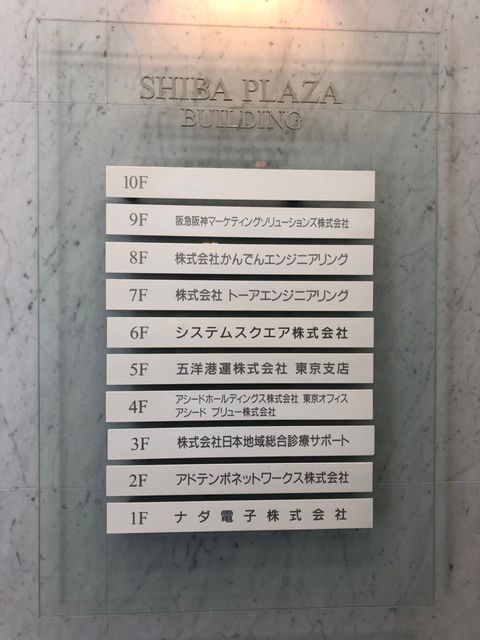 SHIBA PLAZA
BUILDING
10F
9F 阪急阪神マーケティングソリューションズ株式会社
8F 株式会社かんでんエンジニアリング
7F 株式会社 トーアエンジニアリング
6F システムスクエア株式会社
5F 五洋港運株式会社 東京支店
4F アシードホールディングス株式会社 東京オフィス
アシード ブリュー株式会社
3F 株式会社日本地域総合診療サポート
2F アドテンポネットワークス株式会社
1F ナダ電子株式会社